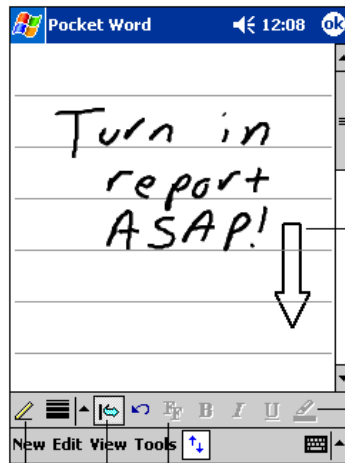 Pocket Word 12:08 ok
Turn in
report
ASAP!
B I U
New Edit View Tools